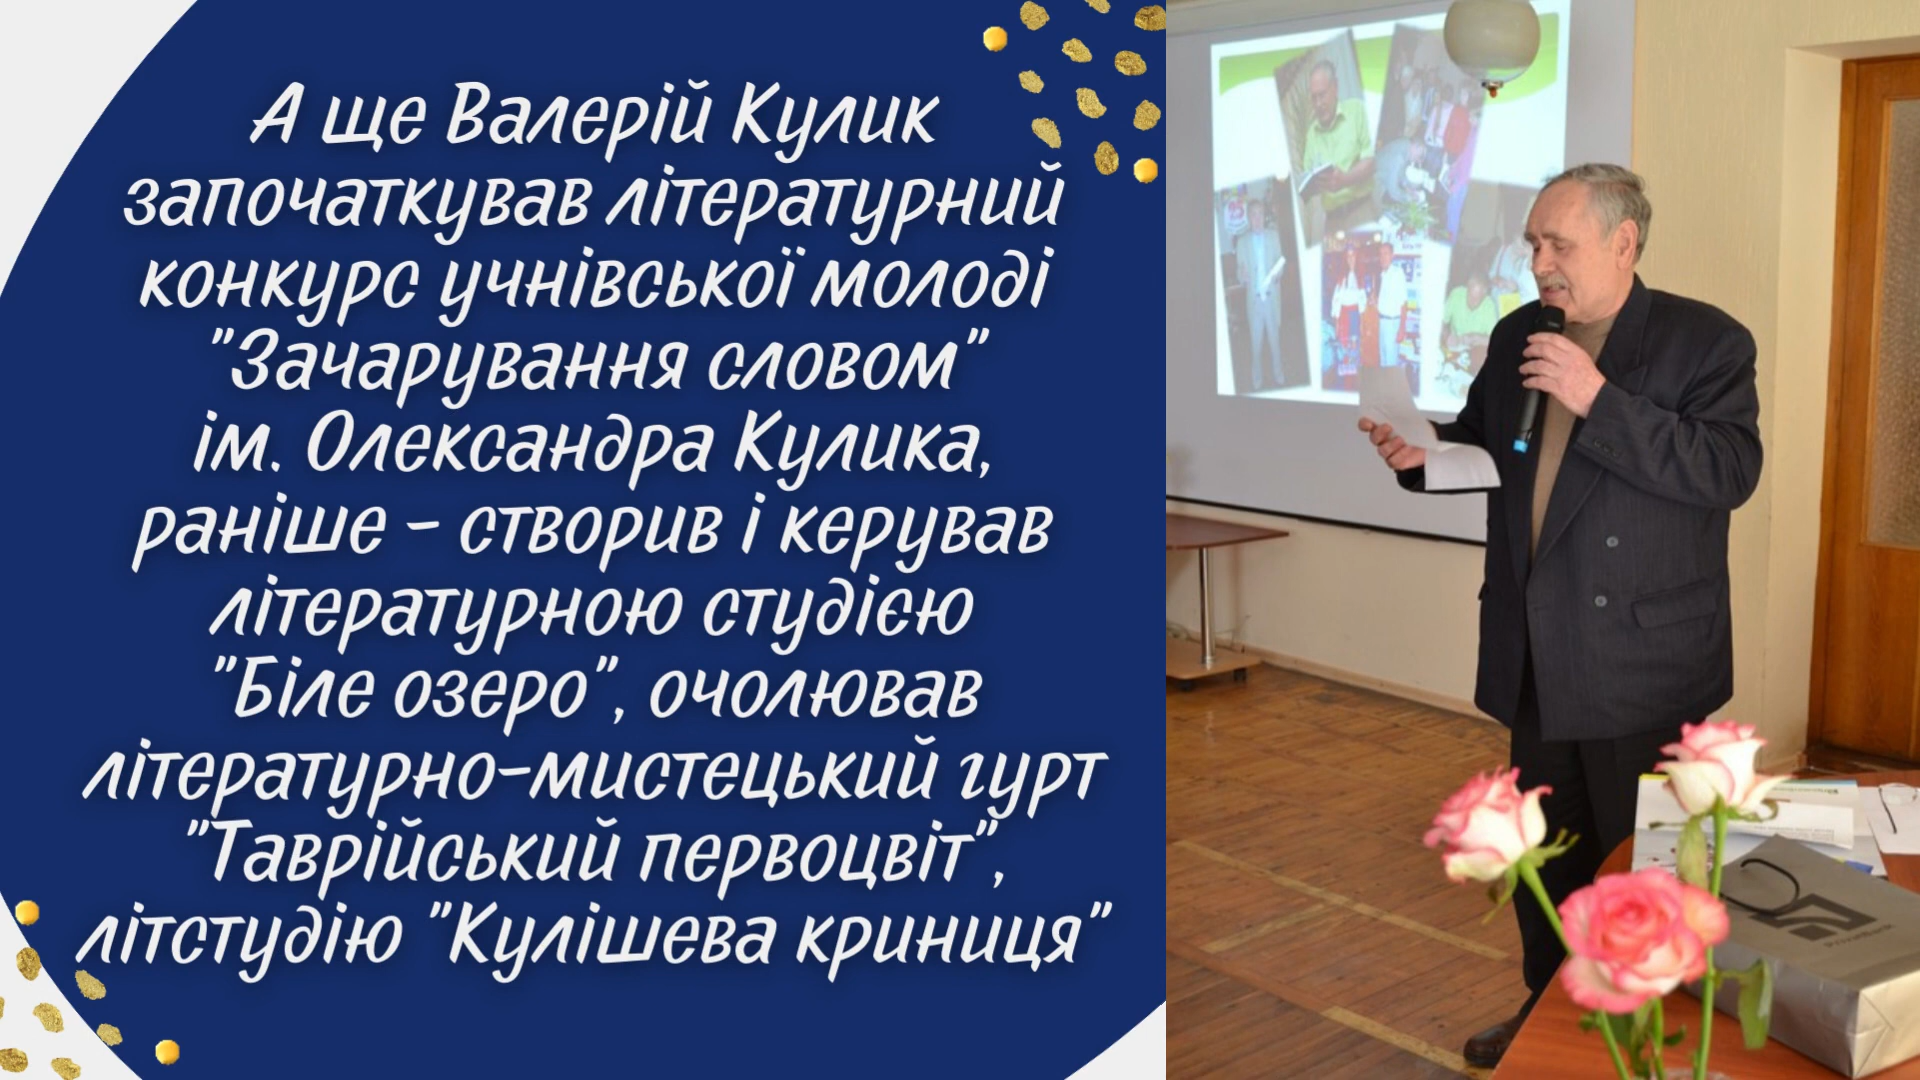 А ще Валерій Кулик
започаткував літературний
конкурс учнівської молоді
"Зачарування словом"
ім. Олександра Кулика,
раніше - створив і керував
літературною студією
"Біле озеро", очолював
літературно-мистецький гурт
"Таврійський первоцвіт",
літстудію "Кулішева криниця"